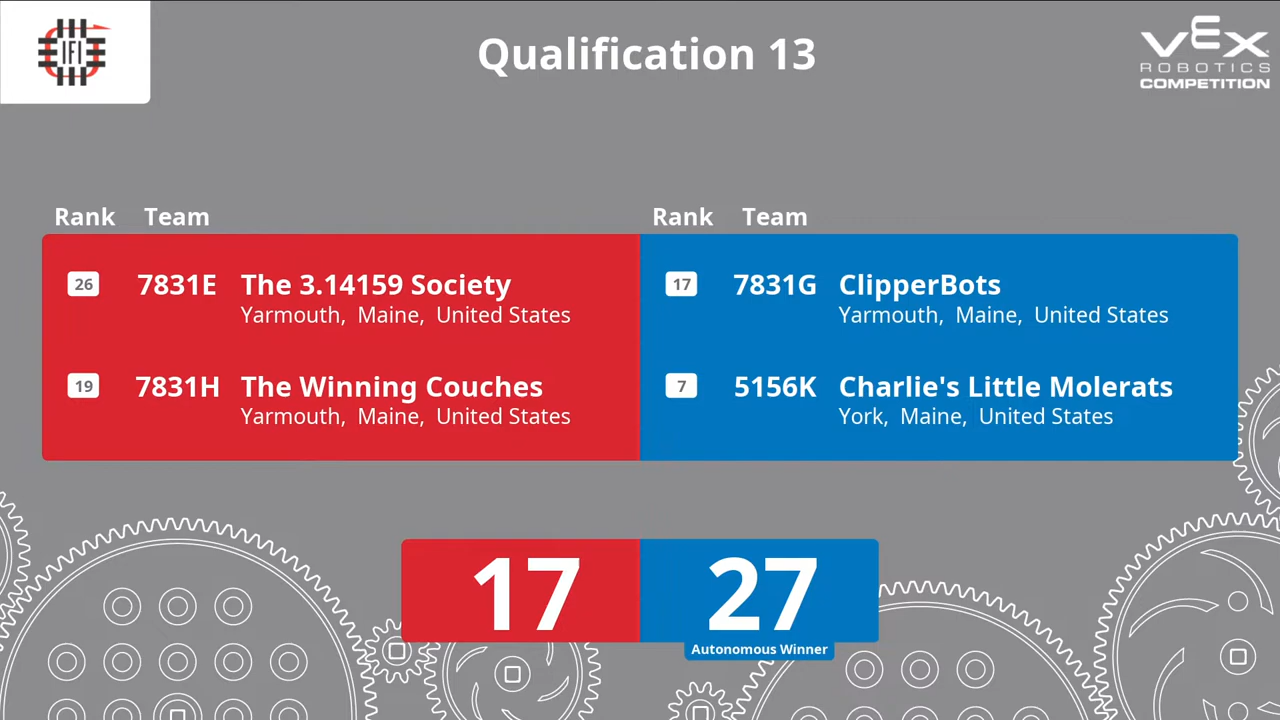 IFI
Qualification 13
VEX
ROBOTICS
COMPETITION
Rank Team
26 7831E The 3.14159 Society
Yarmouth, Maine, United States
19 7831H The Winning Couches
Yarmouth, Maine, United States
Rank Team
17 7831G ClipperBots
Yarmouth, Maine, United States
7 5156K Charlie's Little Molerats
York, Maine, United States
17 27
Autonomous Winner